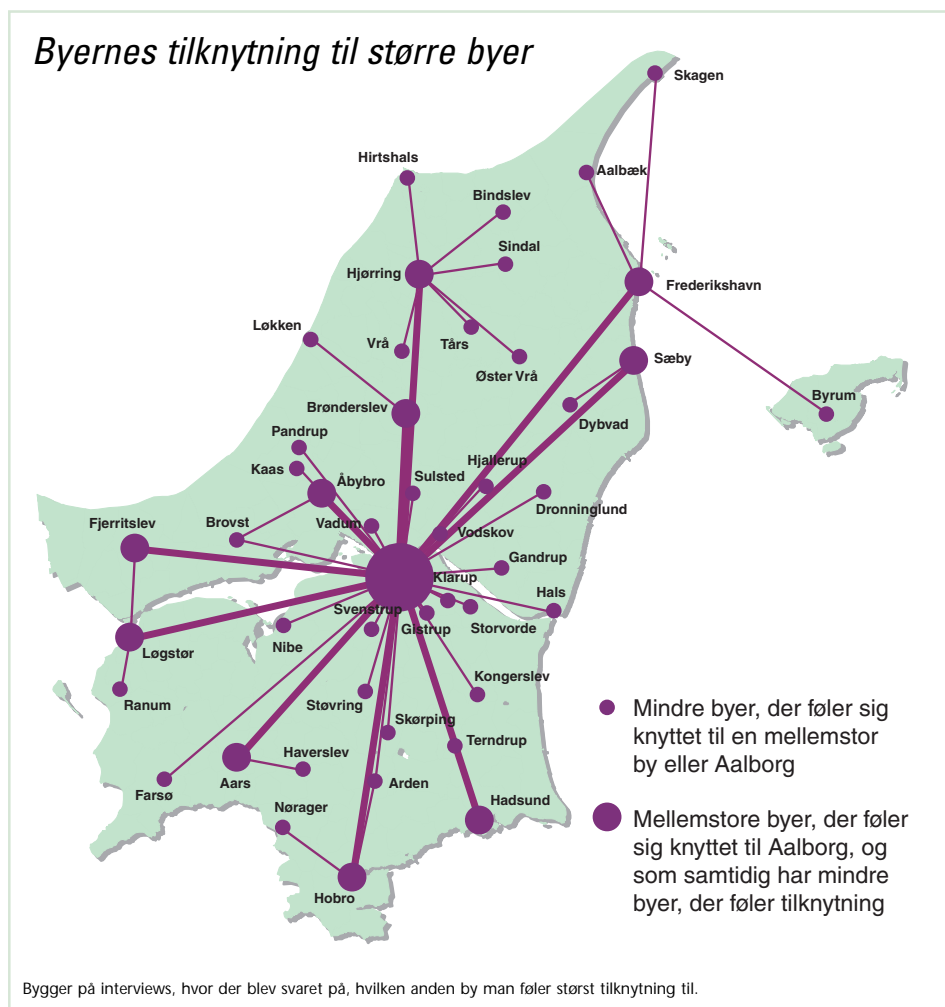 Byernes tilknytning til større byer
Skagen
Hirtshals
Aalbæk
Bindslev
Sindal
Hjørring
Frederikshavn
Løkken
Vrå
Tårs
Øster Vrå
Sæby
Byrum
Brønderslev
Dybvad
Pandrup
Hjallerup
Kaas
Sulsted
Åbybro
Dronninglund
Fjerritslev
Brovst
Vadum
Vodskov
Gandrup
Klarup
Hals
Svenstrup
Gistrup
Storvorde
Løgstør
Nibe
Kongerslev
Ranum
Støvring
Skørping
Terndrup
Haverslev
Farsø
Aars
Arden
Nørager
Hadsund
Hobro
Mindre byer, der føler sig
knyttet til en mellemstor
by eller Aalborg
Mellemstore byer, der føler
sig knyttet til Aalborg, og
som samtidig har mindre
byer, der føler tilknytning
Bygger på interviews, hvor der blev svaret på, hvilken anden by man føler størst tilknytning til.